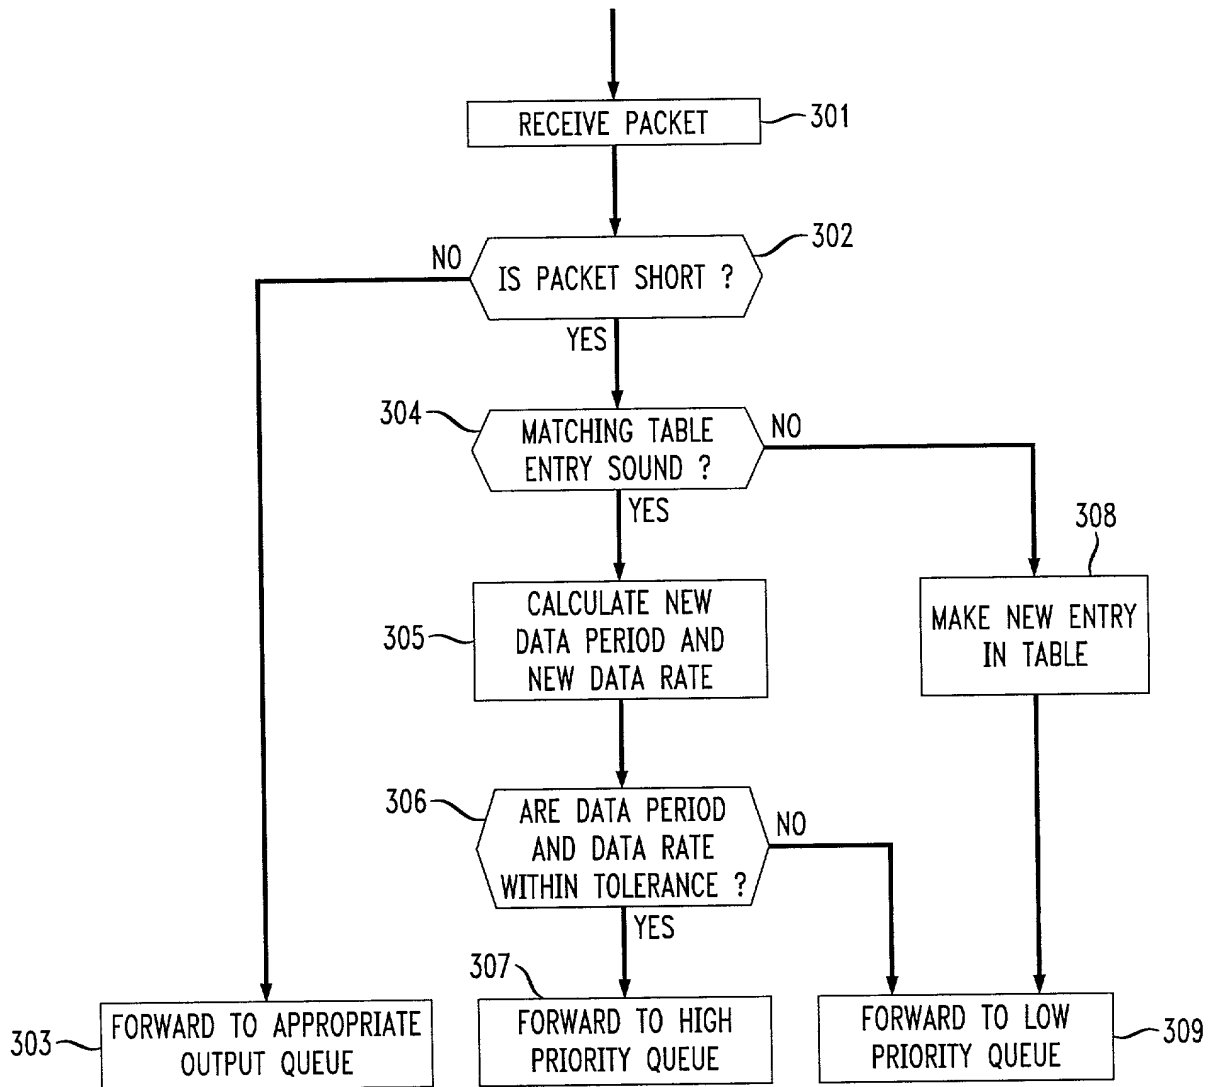 RECEIVE PACKET
301
302
NO
IS PACKET SHORT ?
YES
304
MATCHING TABLE
ENTRY SOUND ?
NO
YES
308
305
CALCULATE NEW
DATA PERIOD AND
NEW DATA RATE
MAKE NEW ENTRY
IN TABLE
306
ARE DATA PERIOD
AND DATA RATE
WITHIN TOLERANCE ?
NO
YES
307
303
FORWARD TO APPROPRIATE
OUTPUT QUEUE
FORWARD TO HIGH
PRIORITY QUEUE
FORWARD TO LOW
PRIORITY QUEUE
309